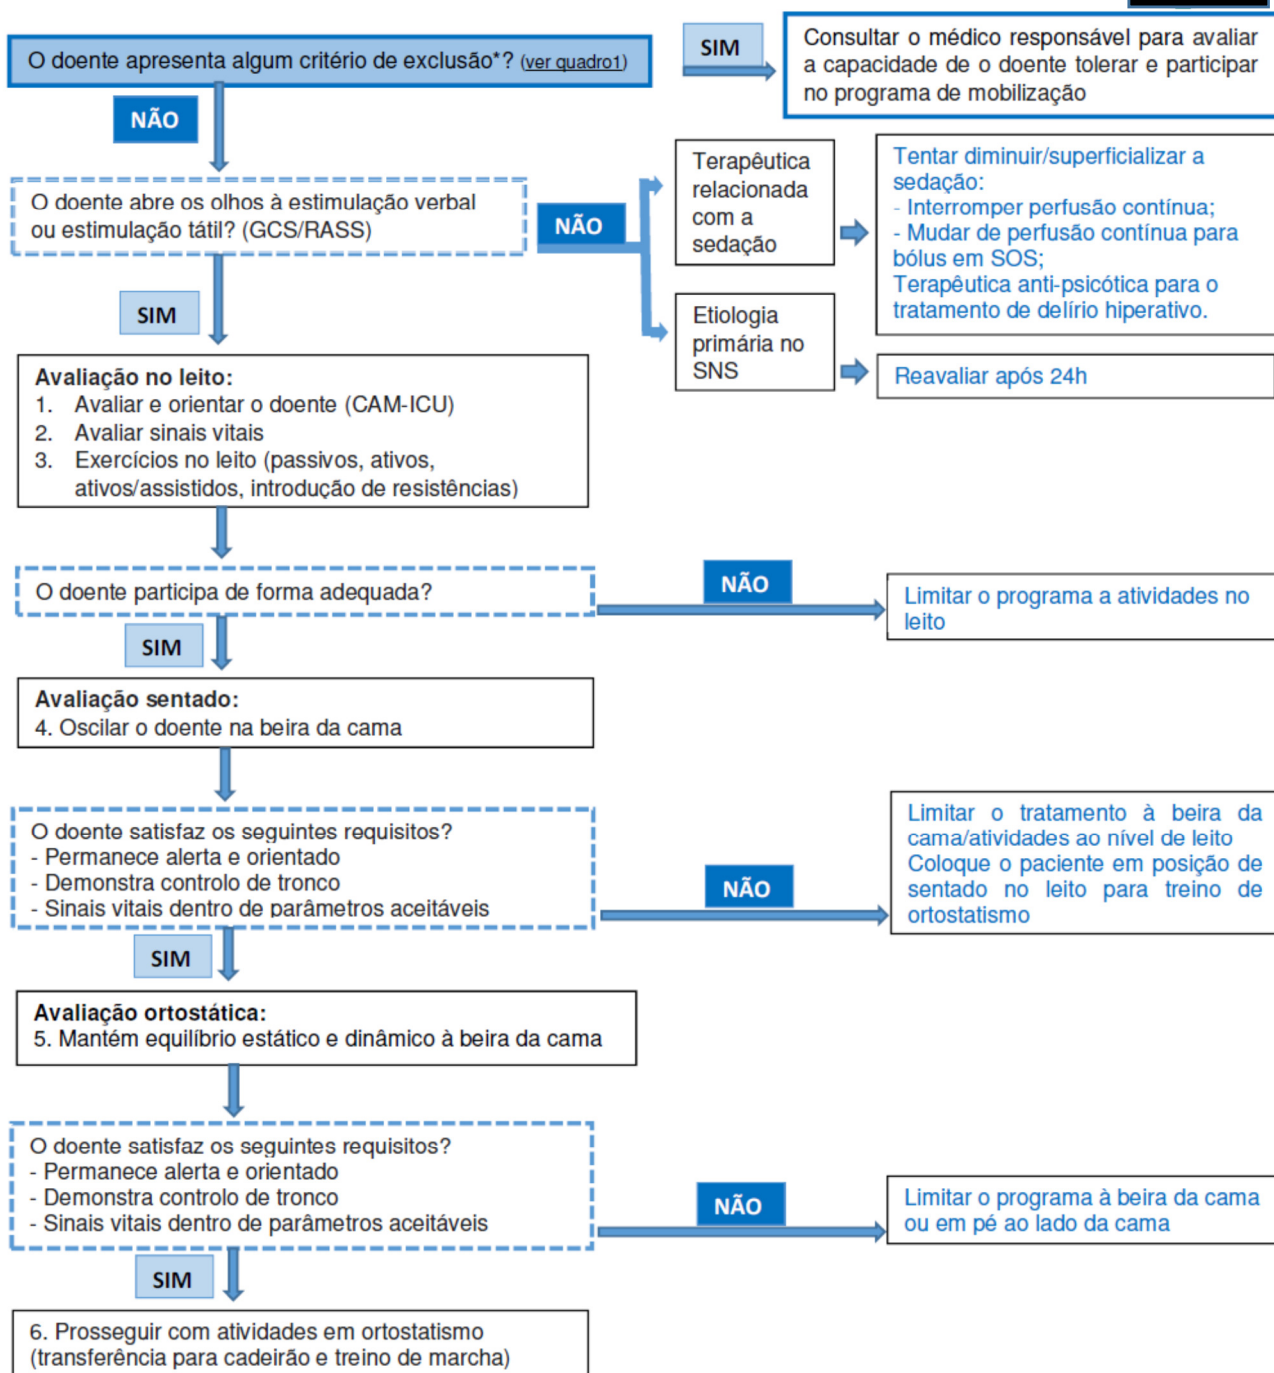 O doente apresenta algum critério de exclusão*? (ver quadro1)
SIM
Consultar o médico responsável para avaliar
a capacidade de o doente tolerar e participar
no programa de mobilização
NÃO
O doente abre os olhos à estimulação verbal
ou estimulação tátil? (GCS/RASS)
NÃO
Terapêutica
relacionada
com a
sedação
Tentar diminuir/superficializar a
sedação:
- Interromper perfusão contínua;
- Mudar de perfusão contínua para
bólus em SOS;
Terapêutica anti-psicótica para o
tratamento de delírio hiperativo.
Etiologia
primária no
SNS
Reavaliar após 24h
SIM
Avaliação no leito:
1. Avaliar e orientar o doente (CAM-ICU)
2. Avaliar sinais vitais
3. Exercícios no leito (passivos, ativos,
ativos/assistidos, introdução de resistências)
O doente participa de forma adequada?
NÃO
Limitar o programa a atividades no
leito
SIM
Avaliação sentado:
4. Oscilar o doente na beira da cama
O doente satisfaz os seguintes requisitos?
- Permanece alerta e orientado
- Demonstra controlo de tronco
- Sinais vitais dentro de parâmetros aceitáveis
NÃO
Limitar o tratamento à beira da
cama/atividades ao nível de leito
Coloque o paciente em posição de
sentado no leito para treino de
ortostatismo
SIM
Avaliação ortostática:
5. Mantém equilíbrio estático e dinâmico à beira da cama
O doente satisfaz os seguintes requisitos?
- Permanece alerta e orientado
- Demonstra controlo de tronco
- Sinais vitais dentro de parâmetros aceitáveis
NÃO
Limitar o programa à beira da cama
ou em pé ao lado da cama
SIM
6. Prosseguir com atividades em ortostatismo
(transferência para cadeirão e treino de marcha)